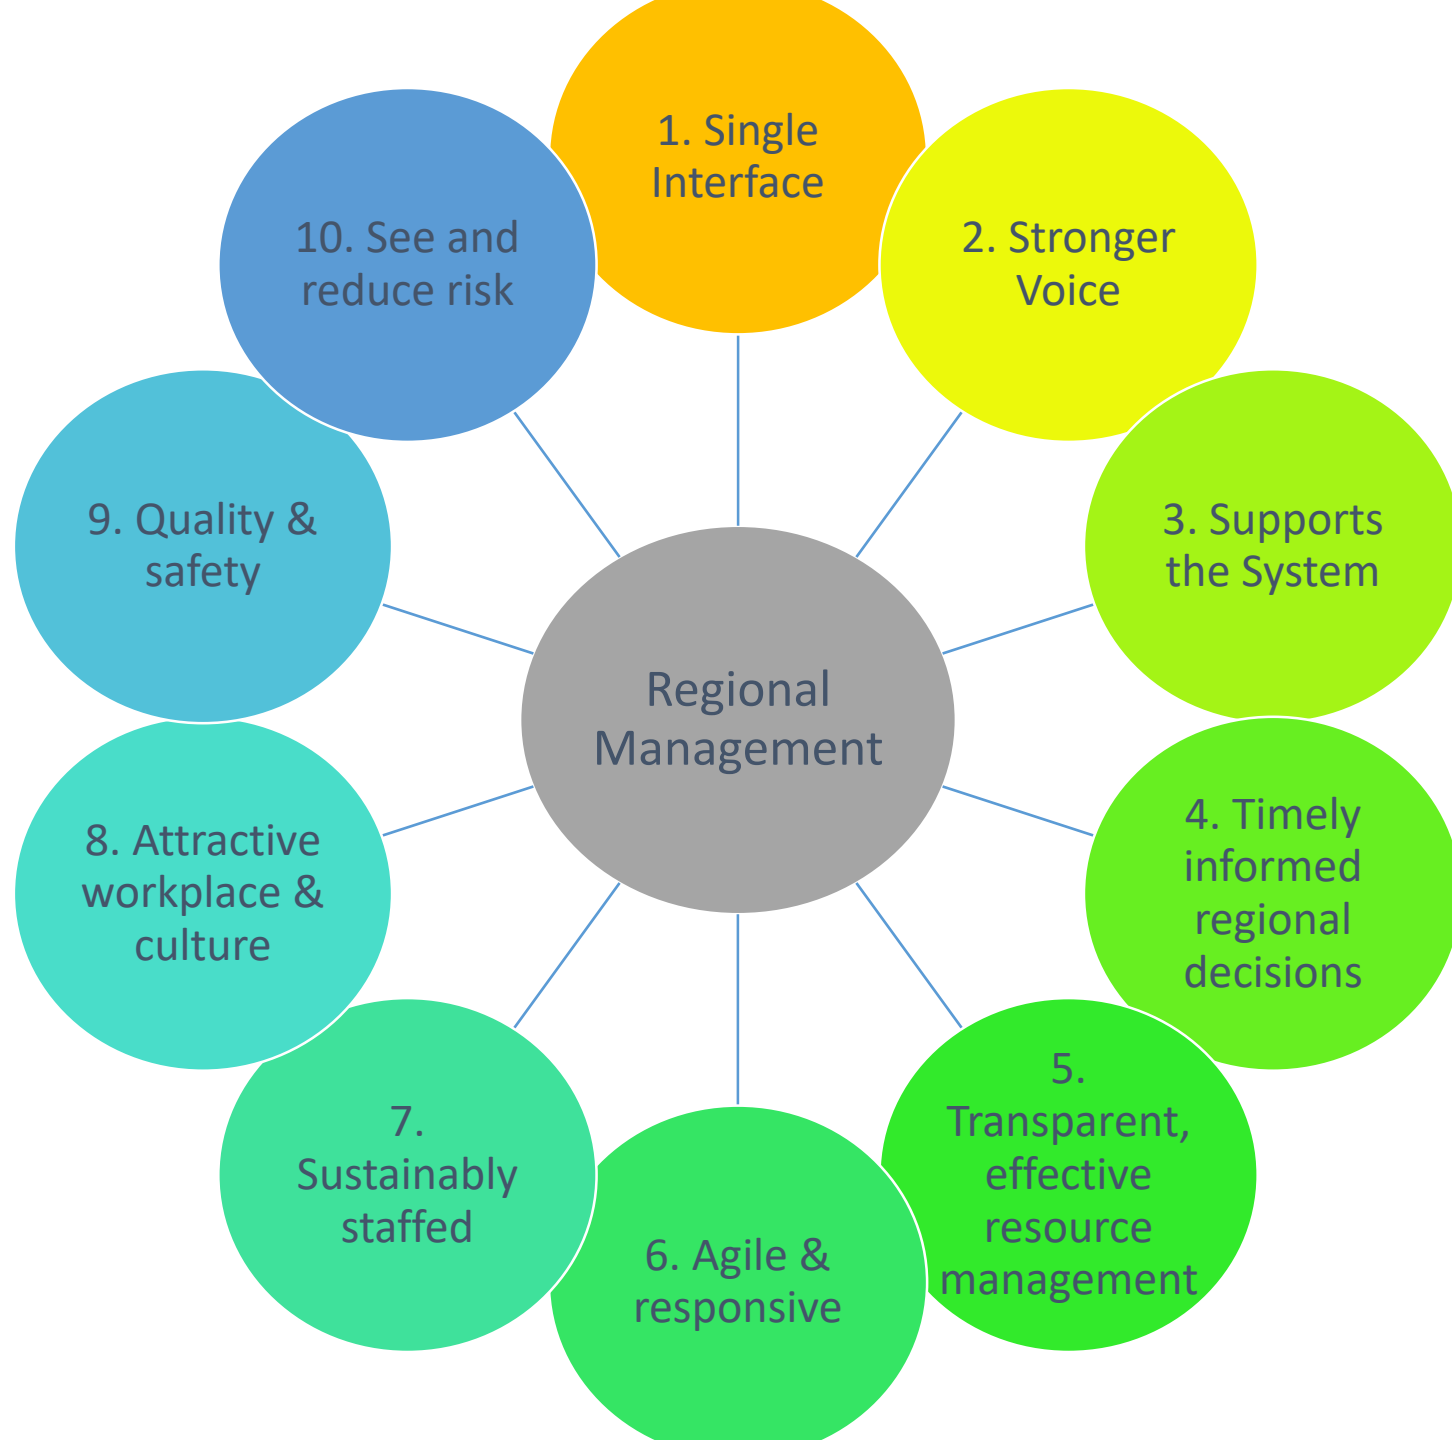 1. Single
Interface
2. Stronger
Voice
3. Supports
the System
4. Timely
informed
regional
decisions
5.
Transparent,
effective
resource
management
6. Agile &
responsive
7.
Sustainably
staffed
8. Attractive
workplace &
culture
9. Quality &
safety
10. See and
reduce risk
Regional
Management